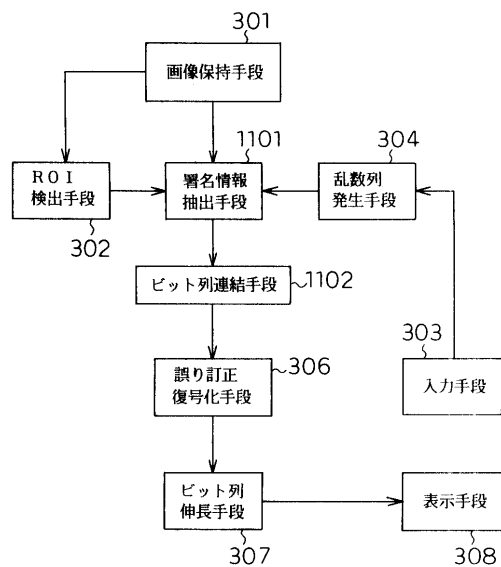 301
画像保持手段
1101
304
ROI
検出手段
302
署名情報
抽出手段
乱数列
発生手段
ビット列連結手段
1102
303
誤り訂正
復号化手段
306
入力手段
ビット列
伸長手段
307
表示手段
308